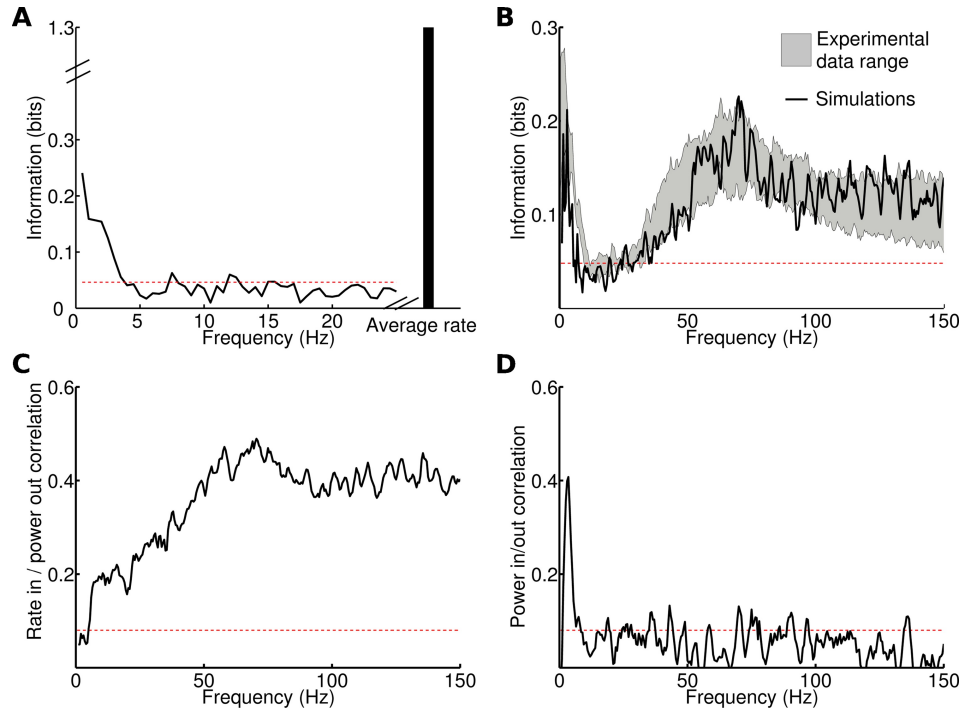 A
1.3
0.3
0.2
0.1
0
Information (bits)
0 5 10 15 20
Average rate
Frequency (Hz)
B
0.3
0.2
0.1
Information (bits)
Experimental
data range
Simulations
0 50 100 150
Frequency (Hz)
C
0.6
0.4
0.2
Rate in / power out correlation
0 50 100 150
Frequency (Hz)
D
0.6
0.4
0.2
Power in/out correlation
0 50 100 150
Frequency (Hz)